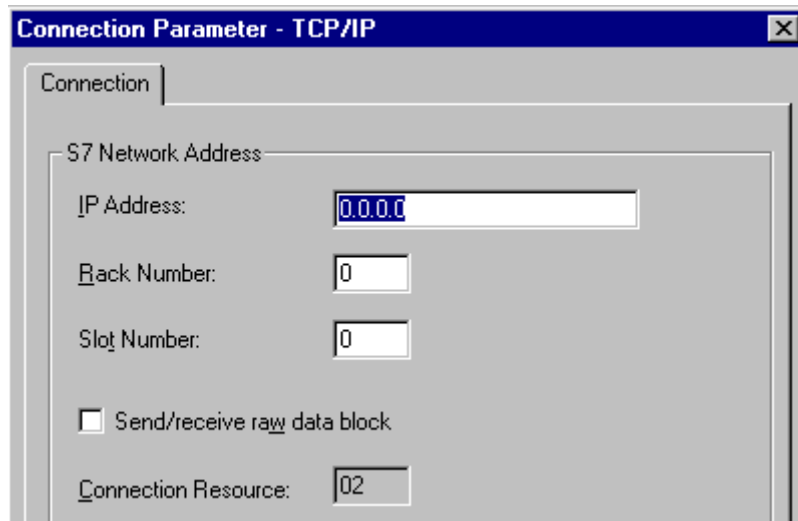 Connection Parameter - TCP/IP
Connection
S7 Network Address
IP Address: 0.0.0.0
Rack Number: 0
Slot Number: 0
Send/receive raw data block
Connection Resource: 02